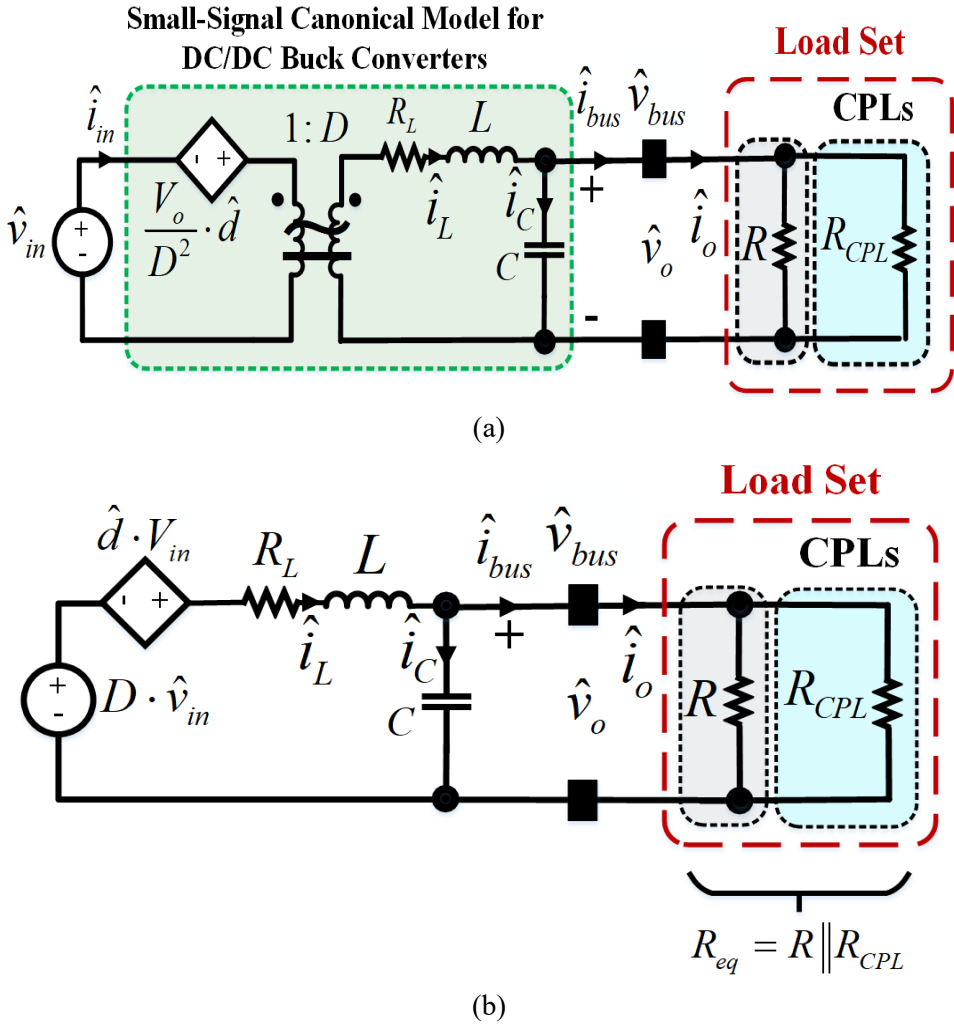 Small-Signal Canonical Model for
DC/DC Buck Converters
Load Set
CPLs
î_in
1:D
R_L
L
î_bus
v̂_bus
- +
V_o/D² · d̂
î_L
î_C
+
î_o
v̂_in
+
-
C
v̂_o
R
R_CPL
-
(a)
Load Set
d̂ · V_in
CPLs
R_L
L
î_bus
v̂_bus
- +
+
î_L
î_C
î_o
+
-
D · v̂_in
C
v̂_o
R
R_CPL
R_eq = R || R_CPL
(b)